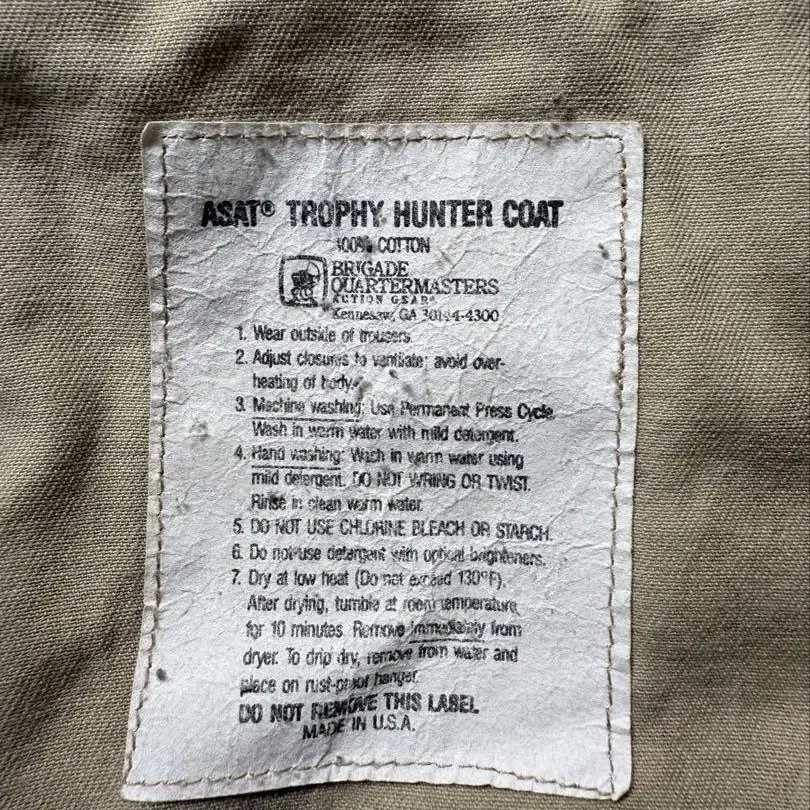 ASAT® TROPHY HUNTER COAT
100% COTTON
BRIGADE
QUARTERMASTERS
ACTION GEAR®
Kennesaw, GA 30144-4300
1. Wear outside of trousers.
2. Adjust closures to ventilate; avoid over-
heating of body.
3. Machine washing: Use Permanent Press Cycle.
Wash in warm water with mild detergent.
4. Hand washing: Wash in warm water using
mild detergent. DO NOT WRING OR TWIST.
Rinse in clean warm water.
5. DO NOT USE CHLORINE BLEACH OR STARCH.
6. Do not use detergent with optical brighteners.
7. Dry at low heat (Do not exceed 130°F).
After drying, tumble at room temperature
for 10 minutes. Remove immediately from
dryer. To drip dry, remove from water and
place on rust-proof hanger.
DO NOT REMOVE THIS LABEL
MADE IN U.S.A.